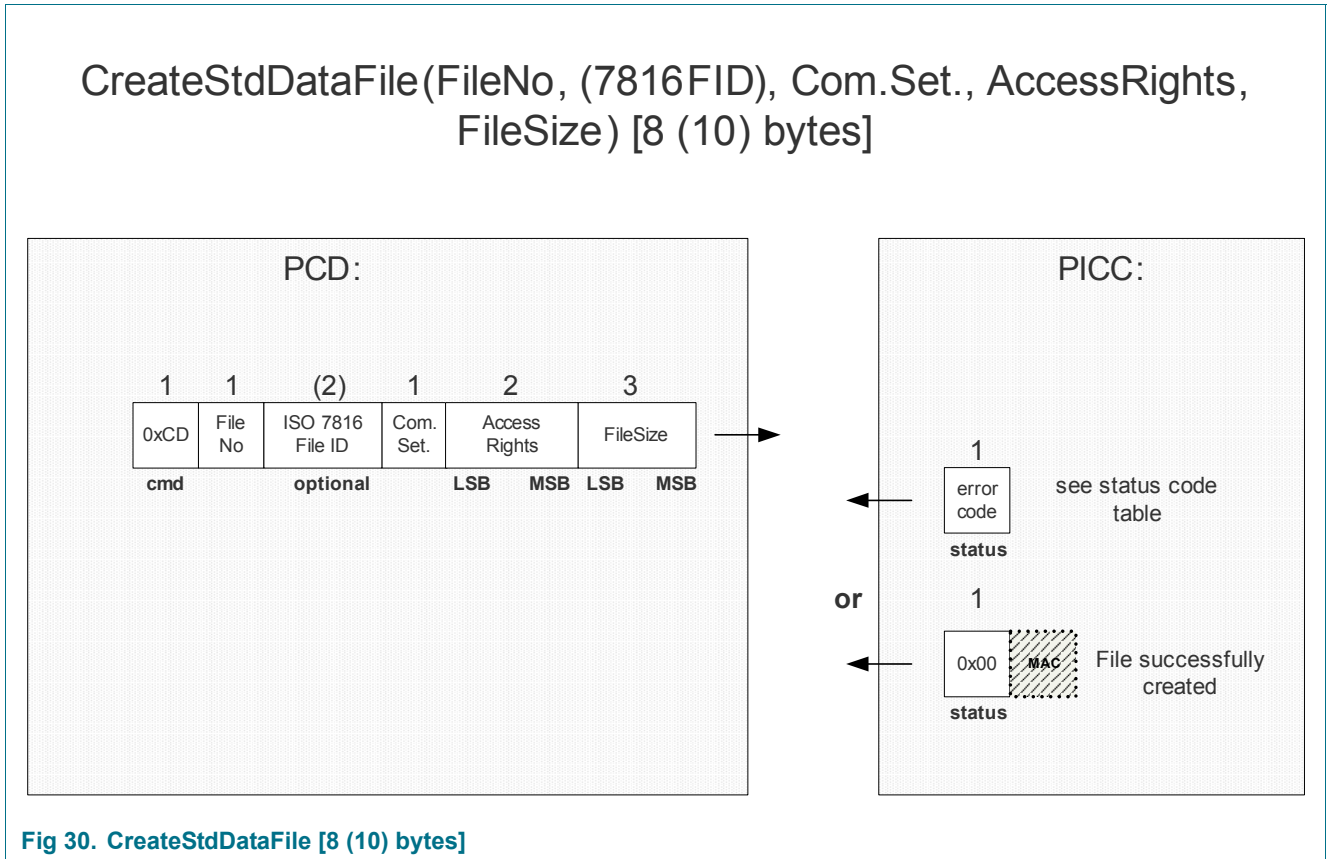 CreateStdDataFile(FileNo, (7816FID), Com.Set., AccessRights,
FileSize) [8 (10) bytes]
PCD:
1 1 (2) 1 2 3
0xCD File No ISO 7816 File ID Com. Set. Access Rights FileSize
cmd optional LSB MSB LSB MSB
PICC:
1
error
code
see status code
table
status
or
1
0x00
MAC
File successfully
created
status
Fig 30. CreateStdDataFile [8 (10) bytes]